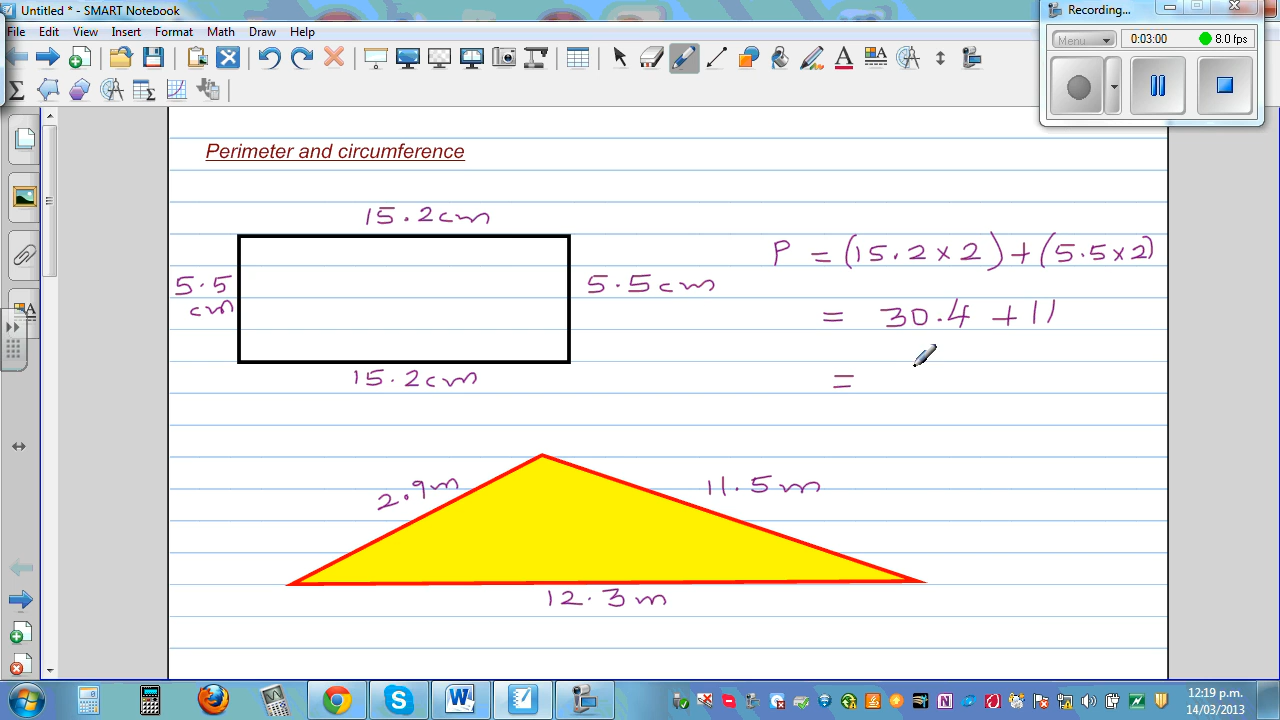 Untitled * - SMART Notebook
Recording...
File Edit View Insert Format Math Draw Help
Menu 0:03:00 8.0 fps
Perimeter and circumference
15.2cm
5.5 cm
5.5cm
15.2cm
P = (15.2×2)+(5.5×2)
= 30.4 +11
=
2.9m
11.5m
12.3m
12:19 p.m.
14/03/2013